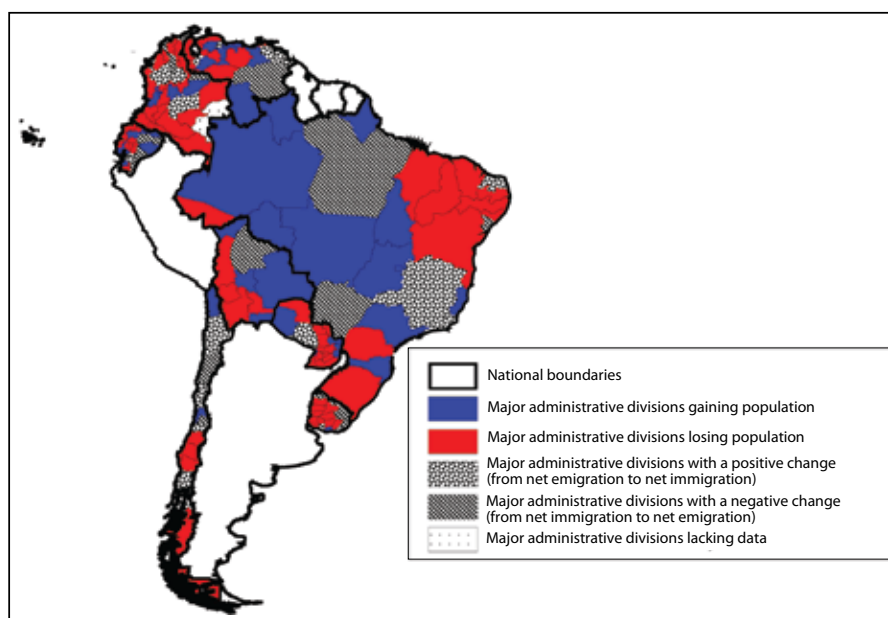 National boundaries
Major administrative divisions gaining population
Major administrative divisions losing population
Major administrative divisions with a positive change
(from net emigration to net immigration)
Major administrative divisions with a negative change
(from net immigration to net emigration)
Major administrative divisions lacking data